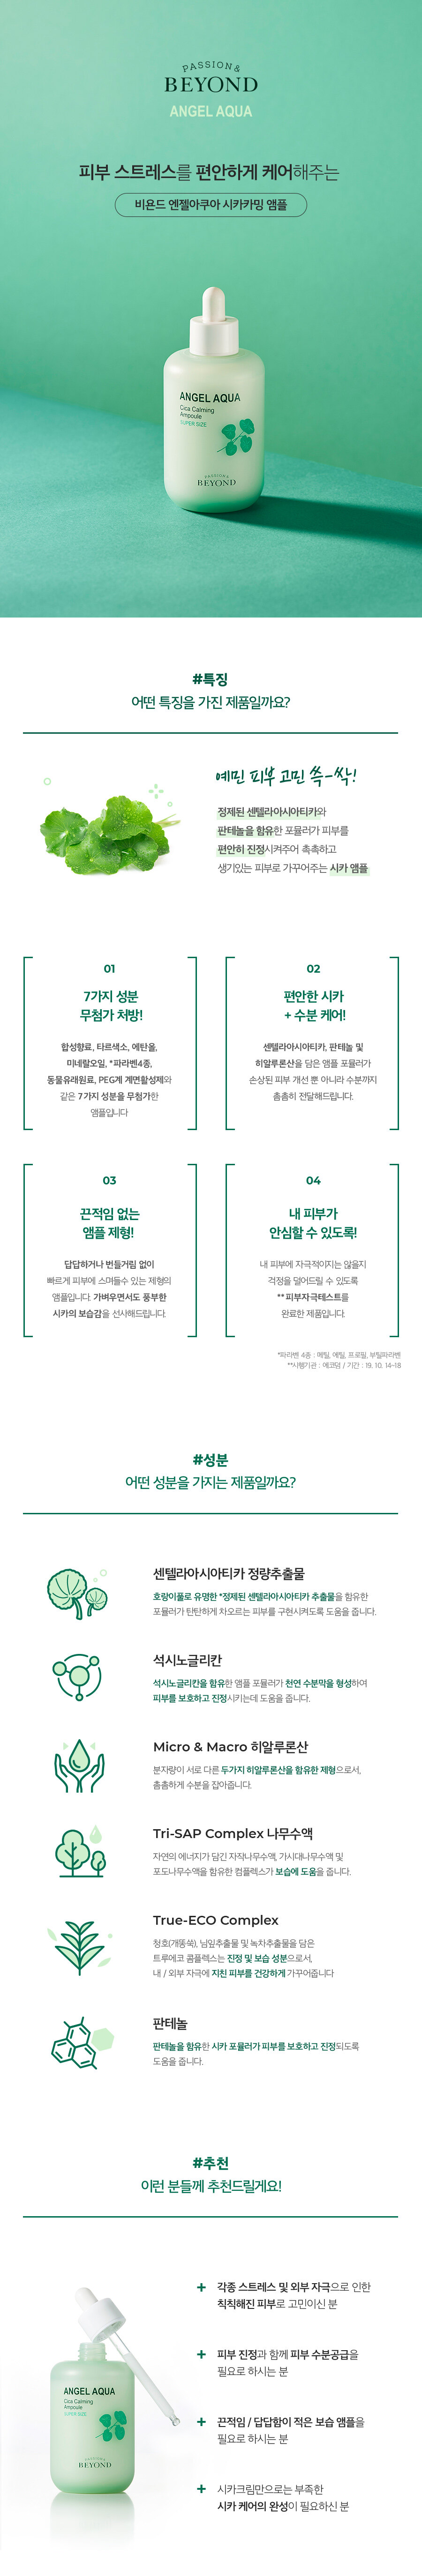 PASSION &
BEYOND
ANGEL AQUA
피부 스트레스를 편안하게 케어해주는
비욘드 엔젤아쿠아 시카카밍 앰플
ANGEL AQUA
Cica Calming
Ampoule
SUPER SIZE
PASSION &
BEYOND
#특징
어떤 특징을 가진 제품일까요?
예민 피부 고민 쓱-싹!
정제된 센텔라아시아티카와
판테놀을 함유한 포뮬러가 피부를
편안히 진정시켜주어 촉촉하고
생기있는 피부로 가꾸어주는 시카 앰플
01
7가지 성분
무첨가 처방!
합성향료, 타르색소, 에탄올,
미네랄오일, *파라벤4종,
동물유래원료, PEG계 계면활성제와
같은 7가지 성분을 무첨가한
앰플입니다
02
편안한 시카
+ 수분 케어!
센텔라아시아티카, 판테놀 및
히알루론산을 담은 앰플 포뮬러가
손상된 피부 개선 뿐 아니라 수분까지
촘촘히 전달해드립니다.
03
끈적임 없는
앰플 제형!
답답하거나 번들거림 없이
빠르게 피부에 스며들수 있는 제형의
앰플입니다. 가벼우면서도 풍부한
시카의 보습감을 선사해드립니다.
04
내 피부가
안심할 수 있도록!
내 피부에 자극적이지는 않을지
걱정을 덜어드릴 수 있도록
**피부자극테스트를
완료한 제품입니다.
*파라벤 4종 : 메틸, 에틸, 프로필, 부틸파라벤
**시행기관 : 에코덤 / 기간 : 19. 10. 14~18
#성분
어떤 성분을 가지는 제품일까요?
센텔라아시아티카 정량추출물
호랑이풀로 유명한 *정제된 센텔라아시아티카 추출물을 함유한
포뮬러가 탄탄하게 차오르는 피부를 구현시켜도록 도움을 줍니다.
석시노글리칸
석시노글리칸을 함유한 앰플 포뮬러가 천연 수분막을 형성하여
피부를 보호하고 진정시키는데 도움을 줍니다.
Micro & Macro 히알루론산
분자량이 서로 다른 두가지 히알루론산을 함유한 제형으로서,
촘촘하게 수분을 잡아줍니다.
Tri-SAP Complex 나무수액
자연의 에너지가 담긴 자작나무수액, 가시대나무수액 및
포도나무수액을 함유한 컴플렉스가 보습에 도움을 줍니다.
True-ECO Complex
청호(개똥쑥), 님잎추출물 및 녹차추출물을 담은
트루에코 콤플렉스는 진정 및 보습 성분으로서,
내 / 외부 자극에 지친 피부를 건강하게 가꾸어줍니다
판테놀
판테놀을 함유한 시카 포뮬러가 피부를 보호하고 진정되도록
도움을 줍니다.
#추천
이런 분들께 추천드릴게요!
+ 각종 스트레스 및 외부 자극으로 인한
칙칙해진 피부로 고민이신 분
+ 피부 진정과 함께 피부 수분공급을
필요로 하시는 분
+ 끈적임 / 답답함이 적은 보습 앰플을
필요로 하시는 분
+ 시카크림만으로는 부족한
시카 케어의 완성이 필요하신 분
ANGEL AQUA
Cica Calming
Ampoule
SUPER SIZE
PASSION &
BEYOND